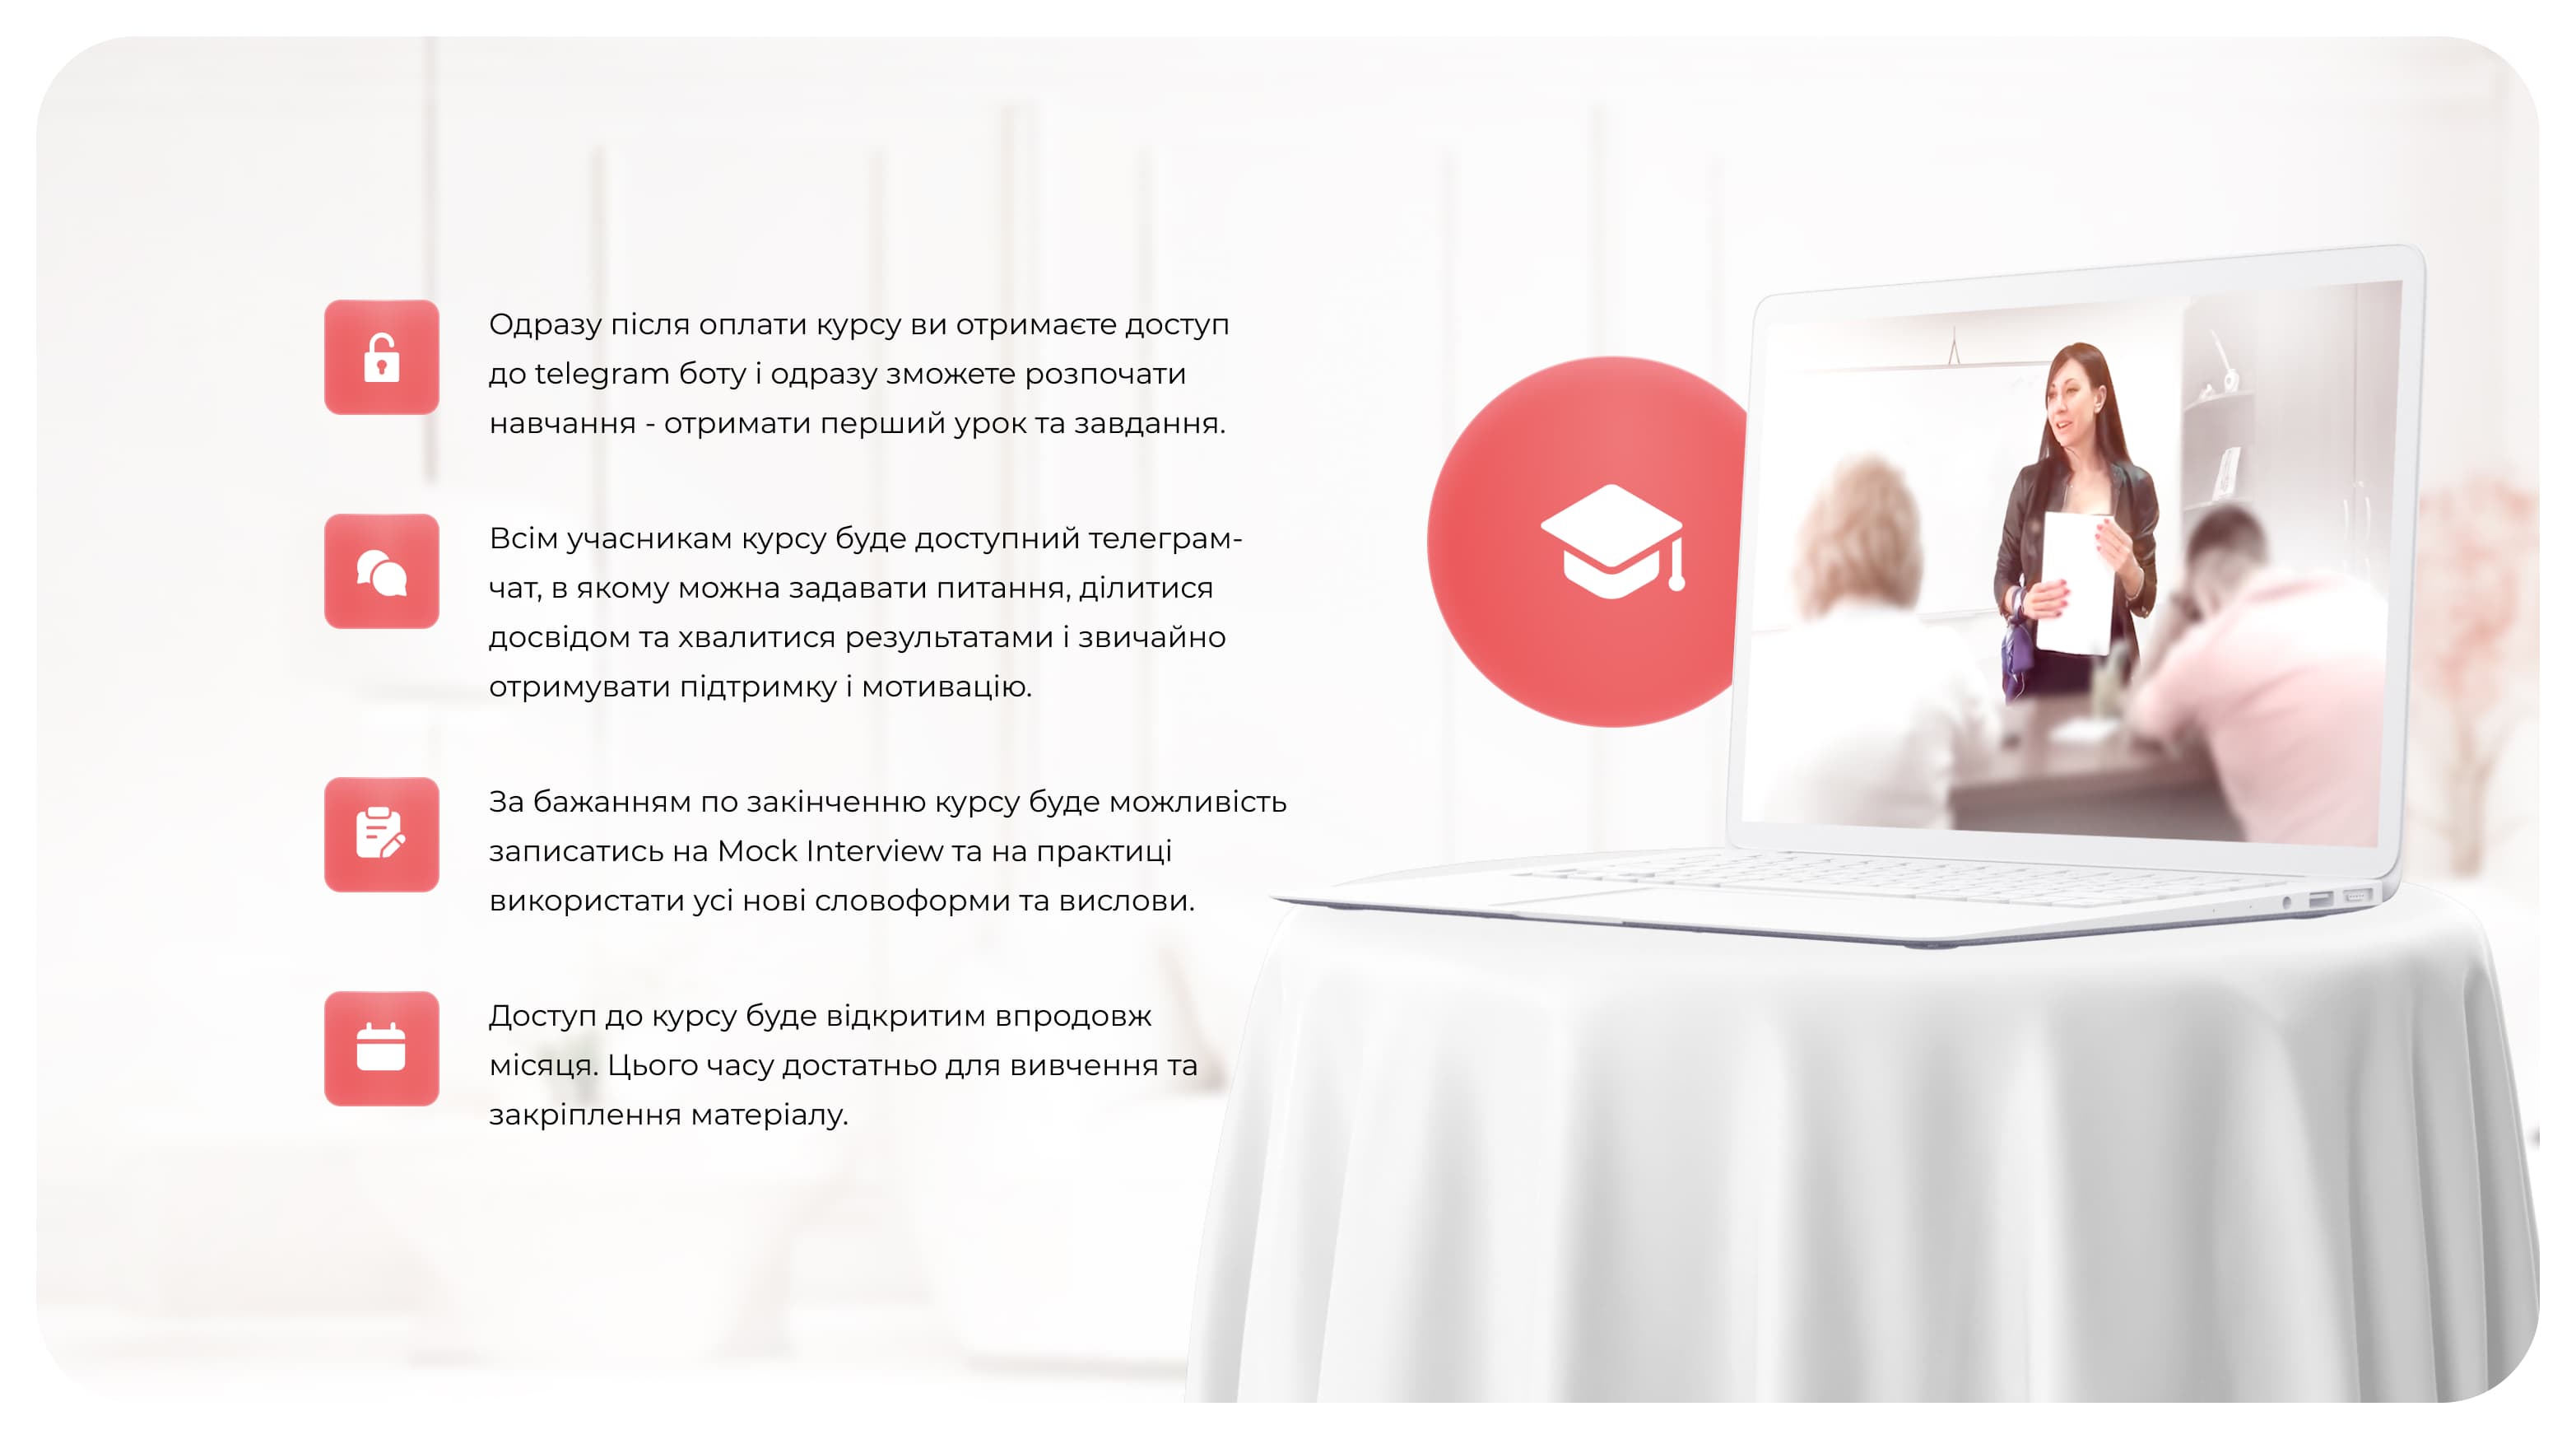 Одразу після оплати курсу ви отримаєте доступ
до telegram боту і одразу зможете розпочати
навчання - отримати перший урок та завдання.
Всім учасникам курсу буде доступний телеграм-
чат, в якому можна задавати питання, ділитися
досвідом та хвалитися результатами і звичайно
отримувати підтримку і мотивацію.
За бажанням по закінченню курсу буде можливість
записатись на Mock Interview та на практиці
використати усі нові словоформи та вислови.
Доступ до курсу буде відкритим впродовж
місяця. Цього часу достатньо для вивчення та
закріплення матеріалу.